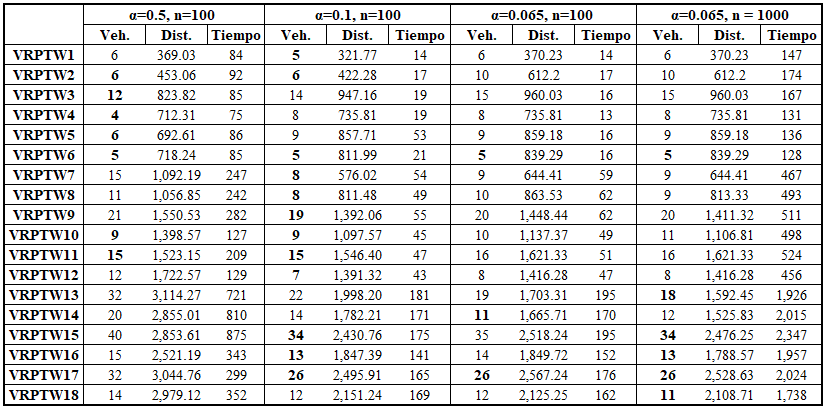 α=0.5, n=100 α=0.1, n=100 α=0.065, n=100 α=0.065, n = 1000
Veh. Dist. Tiempo Veh. Dist. Tiempo Veh. Dist. Tiempo Veh. Dist. Tiempo
VRPTW1 6 369.03 84 5 321.77 14 6 370.23 14 6 370.23 147
VRPTW2 6 453.06 92 6 422.28 17 10 612.2 17 10 612.2 174
VRPTW3 12 823.82 85 14 947.16 19 15 960.03 16 15 960.03 167
VRPTW4 4 712.31 75 8 735.81 19 8 735.81 13 8 735.81 131
VRPTW5 6 692.61 86 9 857.71 53 9 859.18 16 9 859.18 136
VRPTW6 5 718.24 85 5 811.99 21 5 839.29 16 5 839.29 128
VRPTW7 15 1,092.19 247 8 576.02 54 9 644.41 59 9 644.41 467
VRPTW8 11 1,056.85 242 8 811.48 49 10 863.53 62 9 813.33 493
VRPTW9 21 1,550.53 282 19 1,392.06 55 20 1,448.44 62 20 1,411.32 511
VRPTW10 9 1,398.57 127 9 1,097.57 45 10 1,137.37 49 11 1,106.81 498
VRPTW11 15 1,523.15 209 15 1,546.40 47 16 1,621.33 51 16 1,621.33 524
VRPTW12 12 1,722.57 129 7 1,391.32 43 8 1,416.28 47 8 1,416.28 456
VRPTW13 32 3,114.27 721 22 1,998.20 181 19 1,703.31 195 18 1,592.45 1,926
VRPTW14 20 2,855.01 810 14 1,782.21 171 11 1,665.71 170 12 1,525.83 2,015
VRPTW15 40 2,853.61 875 34 2,430.76 175 35 2,518.24 195 34 2,476.25 2,347
VRPTW16 15 2,521.19 343 13 1,847.39 141 14 1,849.72 152 13 1,788.57 1,957
VRPTW17 32 3,044.76 299 26 2,495.91 165 26 2,567.24 176 26 2,528.63 2,024
VRPTW18 14 2,979.12 352 12 2,151.24 169 12 2,125.25 162 11 2,108.71 1,738